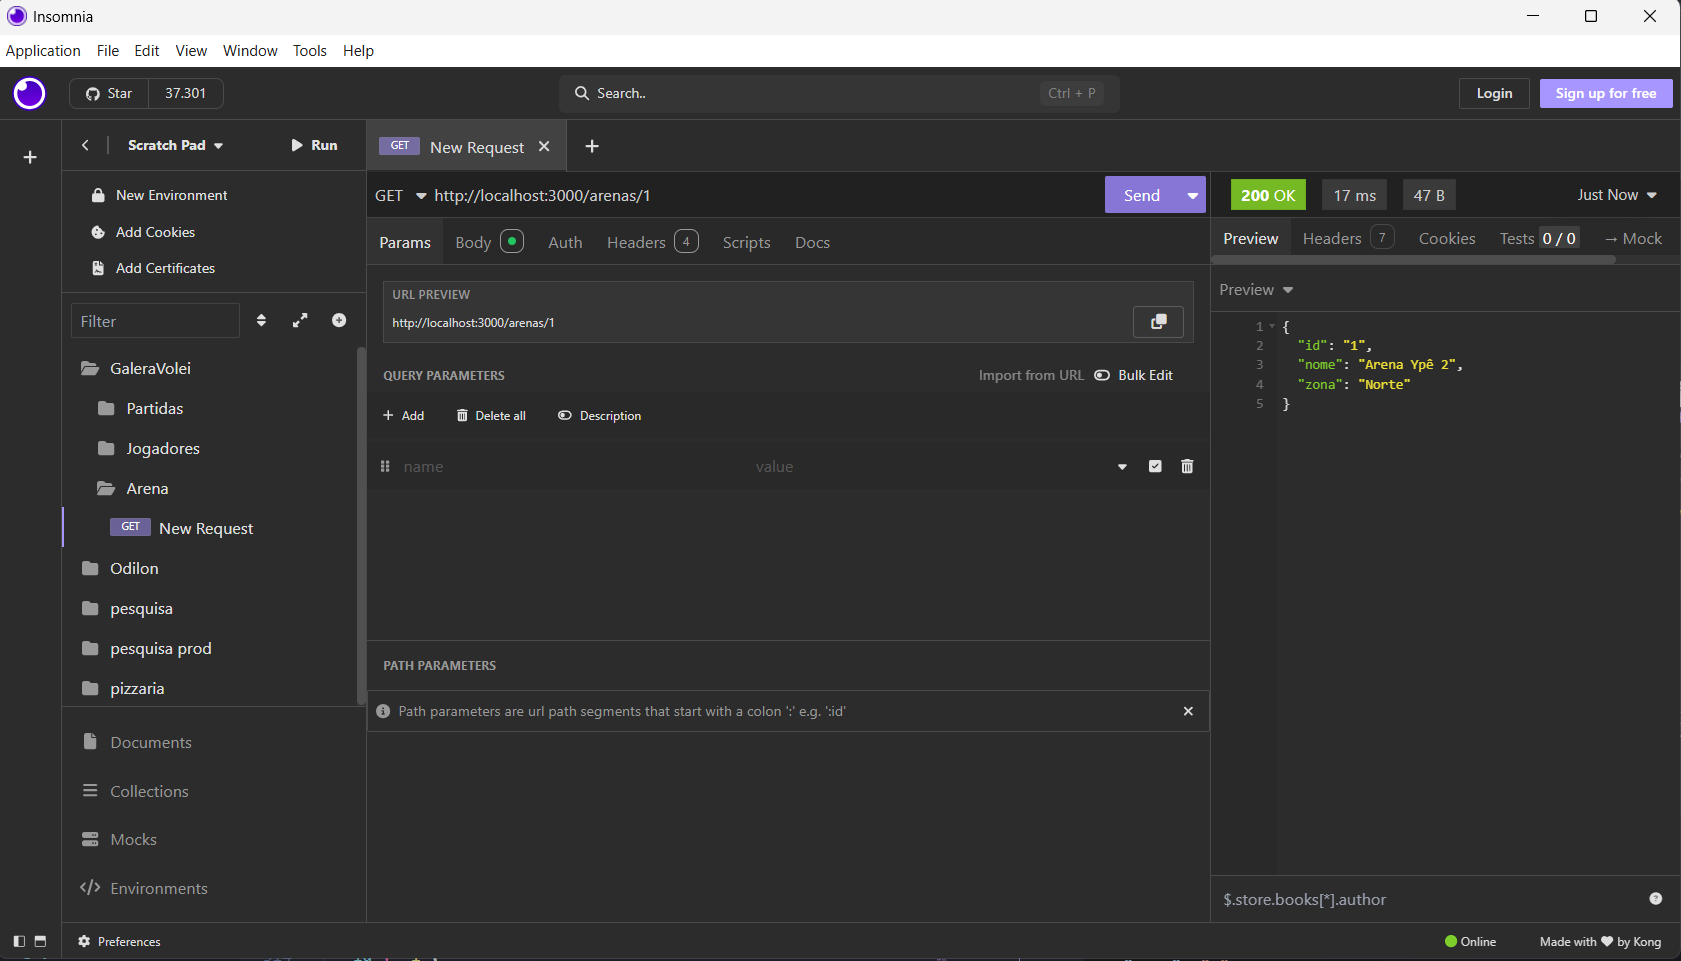 Insomnia
Application File Edit View Window Tools Help
Star 37.301 Search.. Ctrl + P Login Sign up for free
Scratch Pad Run
New Environment
Add Cookies
Add Certificates
Filter
GaleraVolei
Partidas
Jogadores
Arena
GET New Request
Odilon
pesquisa
pesquisa prod
pizzaria
Documents
Collections
Mocks
Environments
GET New Request
GET http://localhost:3000/arenas/1 Send
Params Body Auth Headers 4 Scripts Docs
URL PREVIEW
http://localhost:3000/arenas/1
QUERY PARAMETERS Import from URL Bulk Edit
Add Delete all Description
name value
PATH PARAMETERS
Path parameters are url path segments that start with a colon ':' e.g. ':id'
200 OK 17 ms 47 B Just Now
Preview Headers 7 Cookies Tests 0 / 0 → Mock
Preview
1 {
2 "id": "1",
3 "nome": "Arena Ypê 2",
4 "zona": "Norte"
5 }
$.store.books[*].author
Preferences Online Made with ❤ by Kong